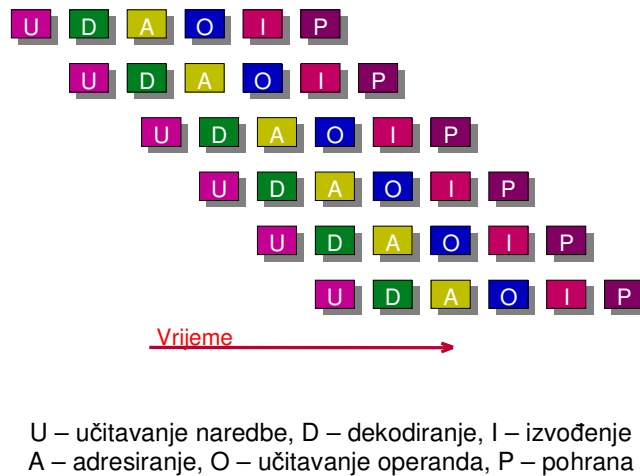 U D A O I P
U D A O I P
U D A O I P
U D A O I P
U D A O I P
U D A O I P
Vrijeme
U – učitavanje naredbe, D – dekodiranje, I – izvođenje
A – adresiranje, O – učitavanje operanda, P – pohrana